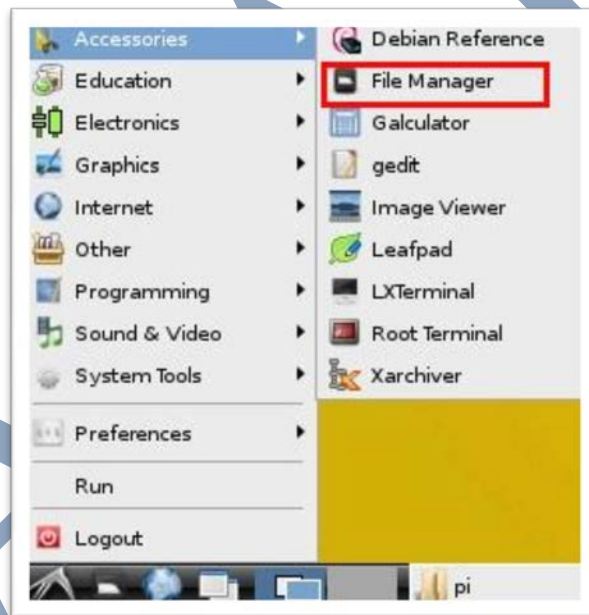 Accessories
Education
Electronics
Graphics
Internet
Other
Programming
Sound & Video
System Tools
Preferences
Run
Logout
Debian Reference
File Manager
Galculator
gedit
Image Viewer
Leafpad
LXTerminal
Root Terminal
Xarchiver
pi